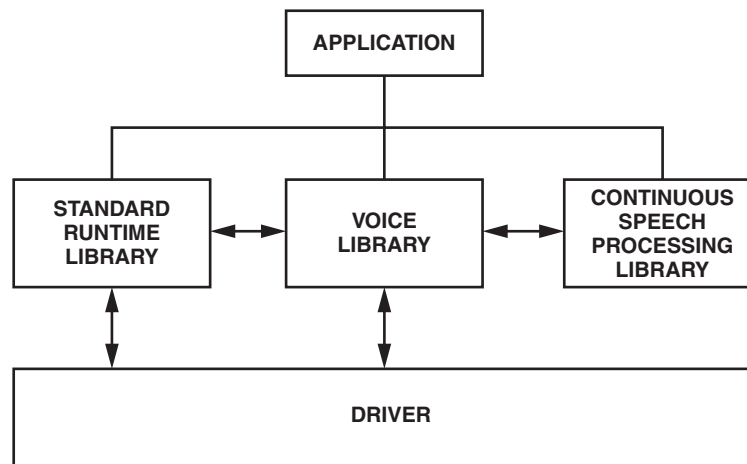 APPLICATION
STANDARD
RUNTIME
LIBRARY
VOICE
LIBRARY
CONTINUOUS
SPEECH
PROCESSING
LIBRARY
DRIVER